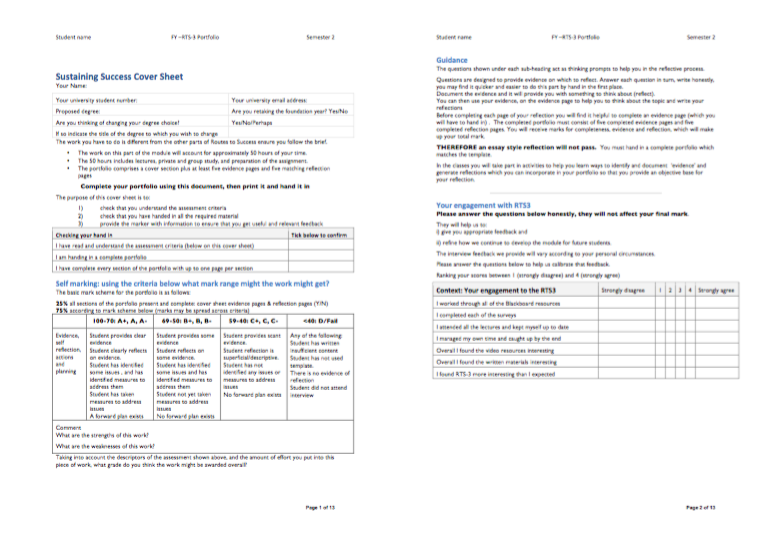 Student name FY-RTS-3 Portfolio Semester 2
Sustaining Success Cover Sheet
Your Name:
Your university student number: Your university email address:
Proposed degree: Are you retaking the foundation year? Yes/No
Are you thinking of changing your degree choice? Yes/No/Perhaps
If so indicate the title of the degree to which you wish to change
The work you have to do is different from the other parts of Routes to Success ensure you follow the brief.
• The work on this part of the module will account for approximately 50 hours of your time.
• The 50 hours includes lectures, private and group study, and preparation of the assignment.
• The portfolio comprises a cover section plus at least five evidence pages and five matching reflection
pages
Complete your portfolio using this document, then print it and hand it in
The purpose of this cover sheet is to:
1) check that you understand the assessment criteria
2) check that you have handed in all the required material
3) provide the marker with information to ensure that you get useful and relevant feedback
Checking your hand in Tick below to confirm
I have read and understand the assessment criteria (below on this cover sheet)
I am handing in a complete portfolio
I have complete every section of the portfolio with up to one page per section
Self marking: using the criteria below what mark range might the work might get?
The basic mark scheme for the portfolio is as follows:
25% all sections of the portfolio present and complete: cover sheet evidence pages & reflection pages (Y/N)
75% according to mark scheme below (marks may be spread across criteria)
100-70: A+, A, A- 69-50: B+, B, B- 59-40: C+, C, C- <40: D/Fail
Evidence,
self
reflection,
actions
and
planning
Student provides clear
evidence
Student clearly reflects
on evidence.
Student has identified
some issues , and has
identified measures to
address them
Student has taken
measures to address
issues
A forward plan exists
Student provides some
evidence
Student reflects on
some evidence.
Student has identified
some issues and has
identified measures to
address them
Student not yet taken
measures to address
issues
No forward plan exists
Student provides scant
evidence.
Student reflection is
superficial/descriptive.
Student has not
identified any issues or
measures to address
issues
No forward plan exists
Any of the following
Student has written
insufficient content
Student has not used
template.
There is no evidence of
reflection
Student did not attend
interview
Comment
What are the strengths of this work?
What are the weaknesses of this work?
Taking into account the descriptors of the assessment shown above, and the amount of effort you put into this
piece of work, what grade do you think the work might be awarded overall?
Page 1 of 13
Student name FY-RTS-3 Portfolio Semester 2
Guidance
The questions shown under each sub-heading act as thinking prompts to help you in the reflective process.
Questions are designed to provide evidence on which to reflect. Answer each question in turn, write honestly,
you may find it quicker and easier to do this part by hand in the first place.
Document the evidence and it will provide you with something to think about (reflect).
You can then use your evidence, on the evidence page to help you to think about the topic and write your
reflections
Before completing each page of your reflection you will find it helpful to complete an evidence page (which you
will have to hand in) . The completed portfolio must consist of five completed evidence pages and five
completed reflection pages. You will receive marks for completeness, evidence and reflection, which will make
up your total mark.
THEREFORE an essay style reflection will not pass. You must hand in a complete portfolio which
matches the template.
In the classes you will take part in activities to help you learn ways to identify and document 'evidence' and
generate reflections which you can incorporate in your portfolio so that you provide an objective base for
your reflection.
Your engagement with RTS3
Please answer the questions below honestly, they will not affect your final mark.
They will help us to:
i) give you appropriate feedback and
ii) refine how we continue to develop the module for future students.
The interview feedback we provide will vary according to your personal circumstances.
Please answer the questions below to help us calibrate that feedback.
Ranking your scores between 1 (strongly disagree) and 4 (strongly agree)
Context: Your engagement to the RTS3 Strongly disagree 1 2 3 4 Strongly agree
I worked through all of the Blackboard resources
I completed each of the surveys
I attended all the lectures and kept myself up to date
I managed my own time and caught up by the end
Overall I found the video resources interesting
Overall I found the written materials interesting
I found RTS-3 more interesting than I expected
Page 2 of 13